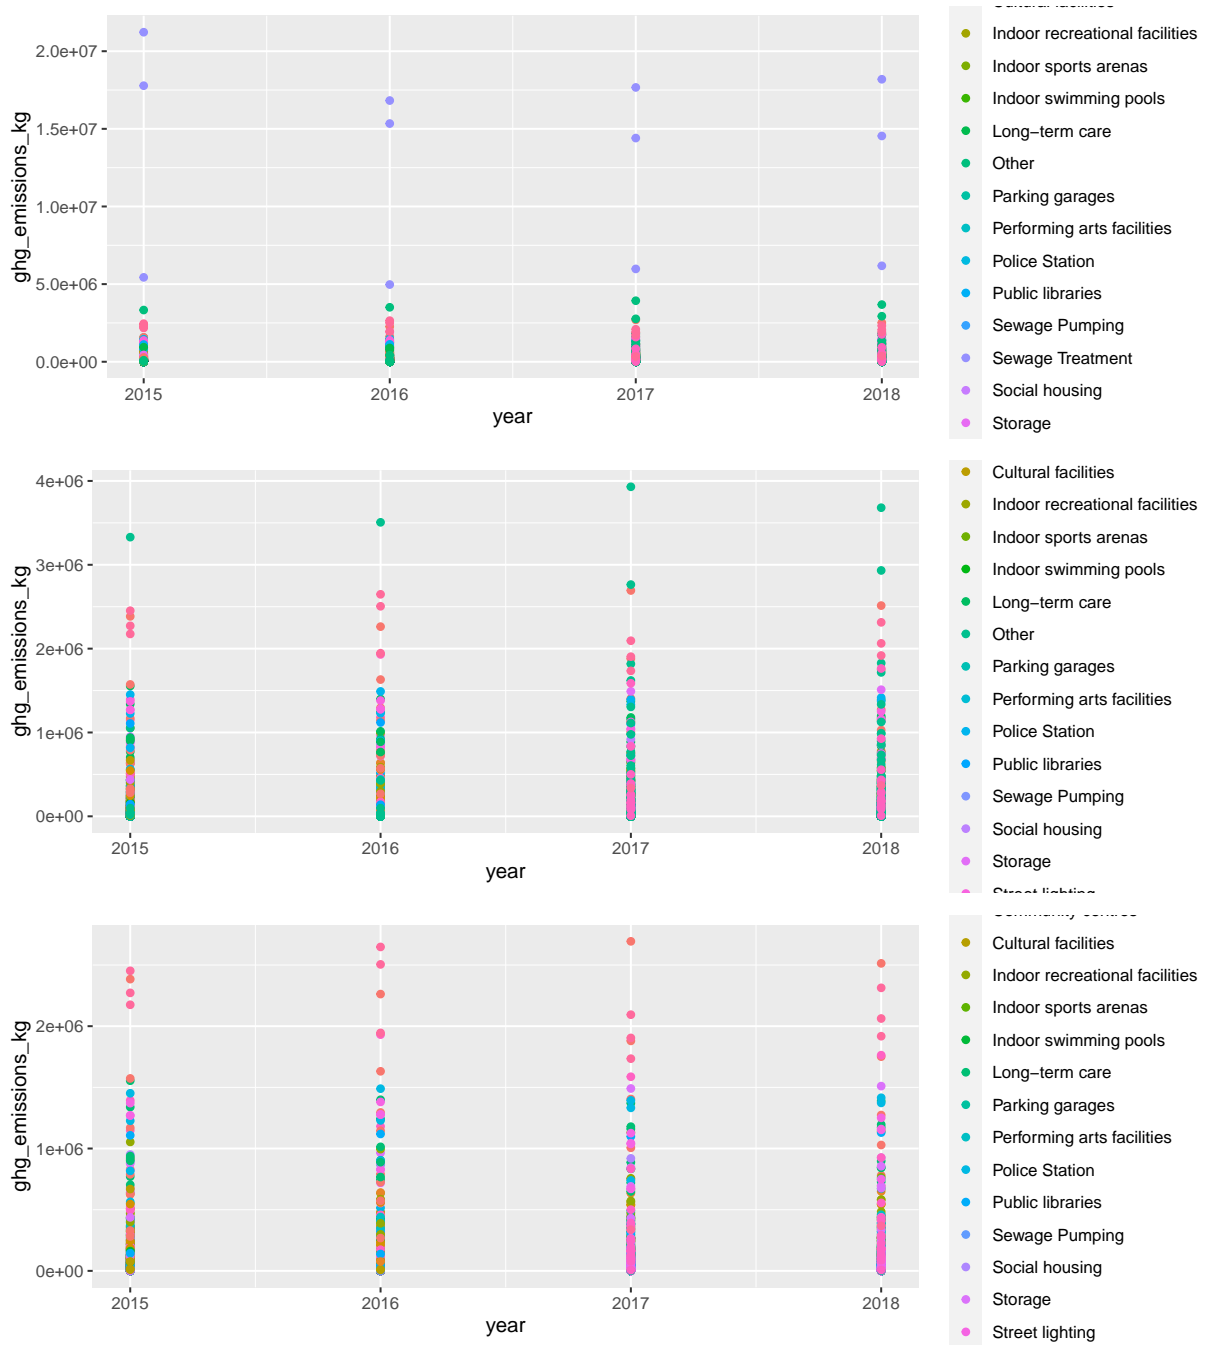 2.0e+07
1.5e+07
1.0e+07
5.0e+06
0.0e+00
ghg_emissions_kg
2015 2016 2017 2018
year
Indoor recreational facilities
Indoor sports arenas
Indoor swimming pools
Long−term care
Other
Parking garages
Performing arts facilities
Police Station
Public libraries
Sewage Pumping
Sewage Treatment
Social housing
Storage
4e+06
3e+06
2e+06
1e+06
0e+00
ghg_emissions_kg
2015 2016 2017 2018
year
Cultural facilities
Indoor recreational facilities
Indoor sports arenas
Indoor swimming pools
Long−term care
Other
Parking garages
Performing arts facilities
Police Station
Public libraries
Sewage Pumping
Social housing
Storage
Street lighting
2e+06
1e+06
0e+00
ghg_emissions_kg
2015 2016 2017 2018
year
Cultural facilities
Indoor recreational facilities
Indoor sports arenas
Indoor swimming pools
Long−term care
Parking garages
Performing arts facilities
Police Station
Public libraries
Sewage Pumping
Social housing
Storage
Street lighting